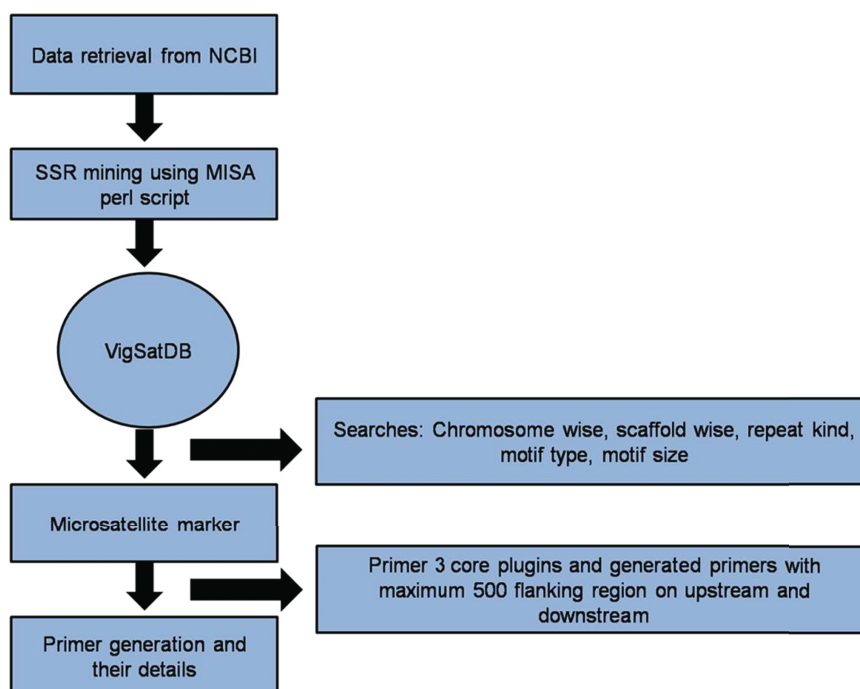 Data retrieval from NCBI
SSR mining using MISA
perl script
VigSatDB
Searches: Chromosome wise, scaffold wise, repeat kind,
motif type, motif size
Microsatellite marker
Primer 3 core plugins and generated primers with
maximum 500 flanking region on upstream and
downstream
Primer generation and
their details